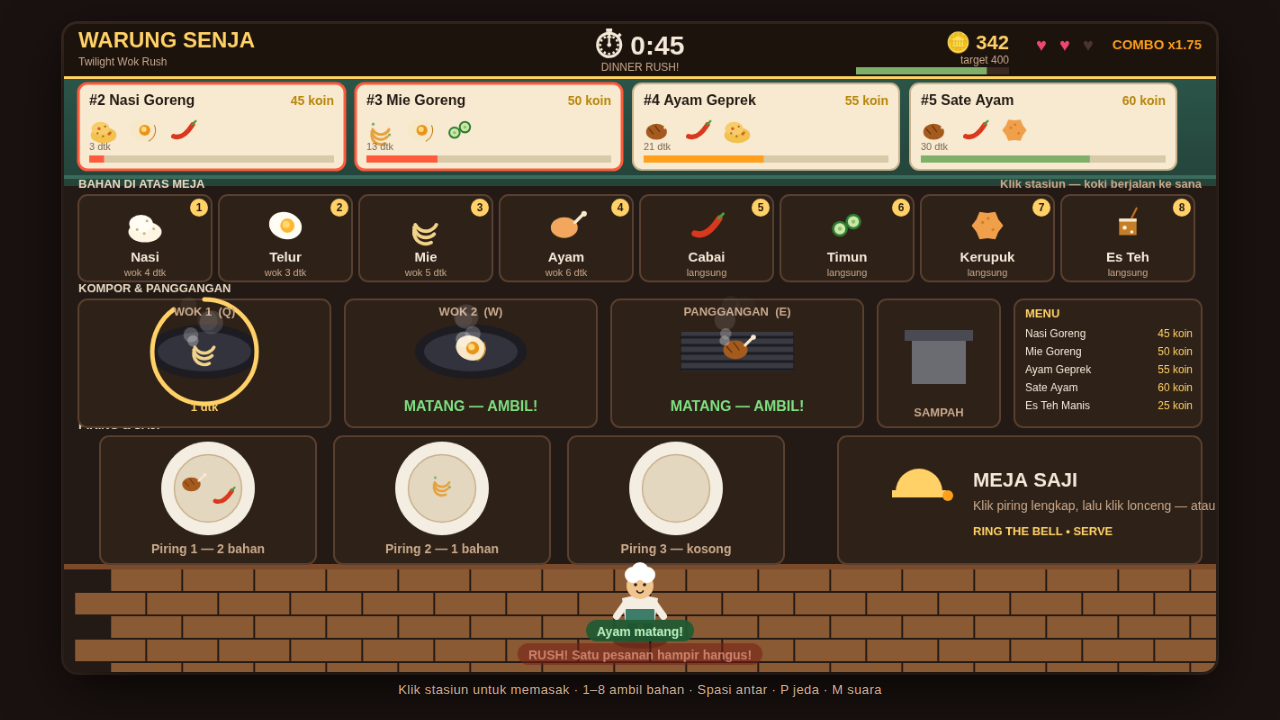 WARUNG SENJA
Twilight Wok Rush
0:45
DINNER RUSH!
342
target 400
COMBO x1.75
#2 Nasi Goreng 45 koin
3 dtk
#3 Mie Goreng 50 koin
13 dtk
#4 Ayam Geprek 55 koin
21 dtk
#5 Sate Ayam 60 koin
30 dtk
BAHAN DI ATAS MEJA
Klik stasiun — koki berjalan ke sana
1
Nasi
wok 4 dtk
2
Telur
wok 3 dtk
3
Mie
wok 5 dtk
4
Ayam
wok 6 dtk
5
Cabai
langsung
6
Timun
langsung
7
Kerupuk
langsung
8
Es Teh
langsung
KOMPOR & PANGGANGAN
WOK 1 (Q)
1 dtk
WOK 2 (W)
MATANG — AMBIL!
PANGGANGAN (E)
MATANG — AMBIL!
SAMPAH
MENU
Nasi Goreng 45 koin
Mie Goreng 50 koin
Ayam Geprek 55 koin
Sate Ayam 60 koin
Es Teh Manis 25 koin
Piring 1 — 2 bahan
Piring 2 — 1 bahan
Piring 3 — kosong
MEJA SAJI
Klik piring lengkap, lalu klik lonceng — atau
RING THE BELL • SERVE
Ayam matang!
RUSH! Satu pesanan hampir hangus!
Klik stasiun untuk memasak · 1–8 ambil bahan · Spasi antar · P jeda · M suara